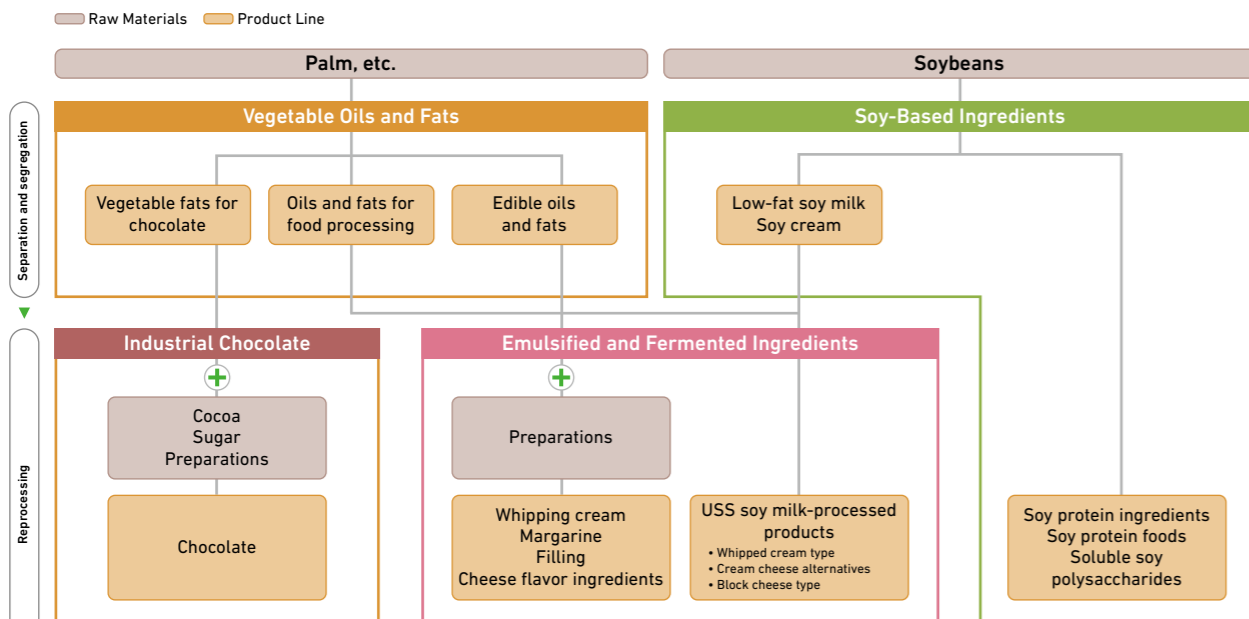 Raw Materials
Product Line
Palm, etc.
Soybeans
Separation and segregation
Vegetable Oils and Fats
Soy-Based Ingredients
Vegetable fats for
chocolate
Oils and fats for
food processing
Edible oils
and fats
Low-fat soy milk
Soy cream
Reprocessing
Industrial Chocolate
Emulsified and Fermented Ingredients
Cocoa
Sugar
Preparations
Preparations
Chocolate
Whipping cream
Margarine
Filling
Cheese flavor ingredients
USS soy milk-processed
products
• Whipped cream type
• Cream cheese alternatives
• Block cheese type
Soy protein ingredients
Soy protein foods
Soluble soy
polysaccharides